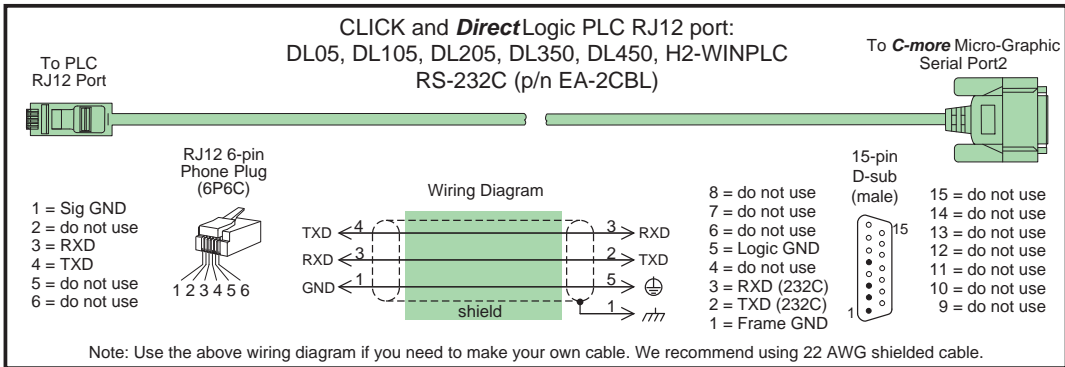 CLICK and DirectLogic PLC RJ12 port:
DL05, DL105, DL205, DL350, DL450, H2-WINPLC
RS-232C (p/n EA-2CBL)
To PLC
RJ12 Port
To C-more Micro-Graphic
Serial Port2
RJ12 6-pin
Phone Plug
(6P6C)
1 = Sig GND
2 = do not use
3 = RXD
4 = TXD
5 = do not use
6 = do not use
1 2 3 4 5 6
Wiring Diagram
TXD 4 3 RXD
RXD 3 2 TXD
GND 1 5
shield 1
8 = do not use
7 = do not use
6 = do not use
5 = Logic GND
4 = do not use
3 = RXD (232C)
2 = TXD (232C)
1 = Frame GND
15-pin
D-sub
(male)
15
1
15 = do not use
14 = do not use
13 = do not use
12 = do not use
11 = do not use
10 = do not use
9 = do not use
Note: Use the above wiring diagram if you need to make your own cable. We recommend using 22 AWG shielded cable.